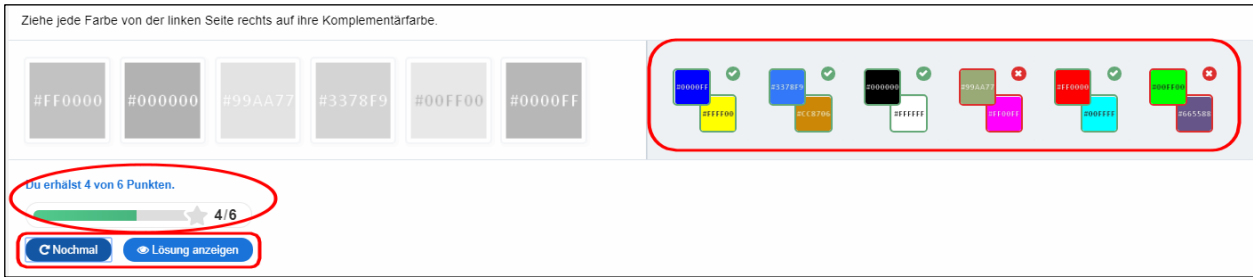 Ziehe jede Farbe von der linken Seite rechts auf ihre Komplementärfarbe.
#FF0000 #000000 #99AA77 #3378F9 #00FF00 #0000FF
#0000FF #3378F9 #000000 #99AA77 #FF0000 #00FF00
#FFFF00 #CC8706 #FFFFFF #FF00FF #00FFFF #665588
Du erhälst 4 von 6 Punkten.
4/6
Nochmal Lösung anzeigen